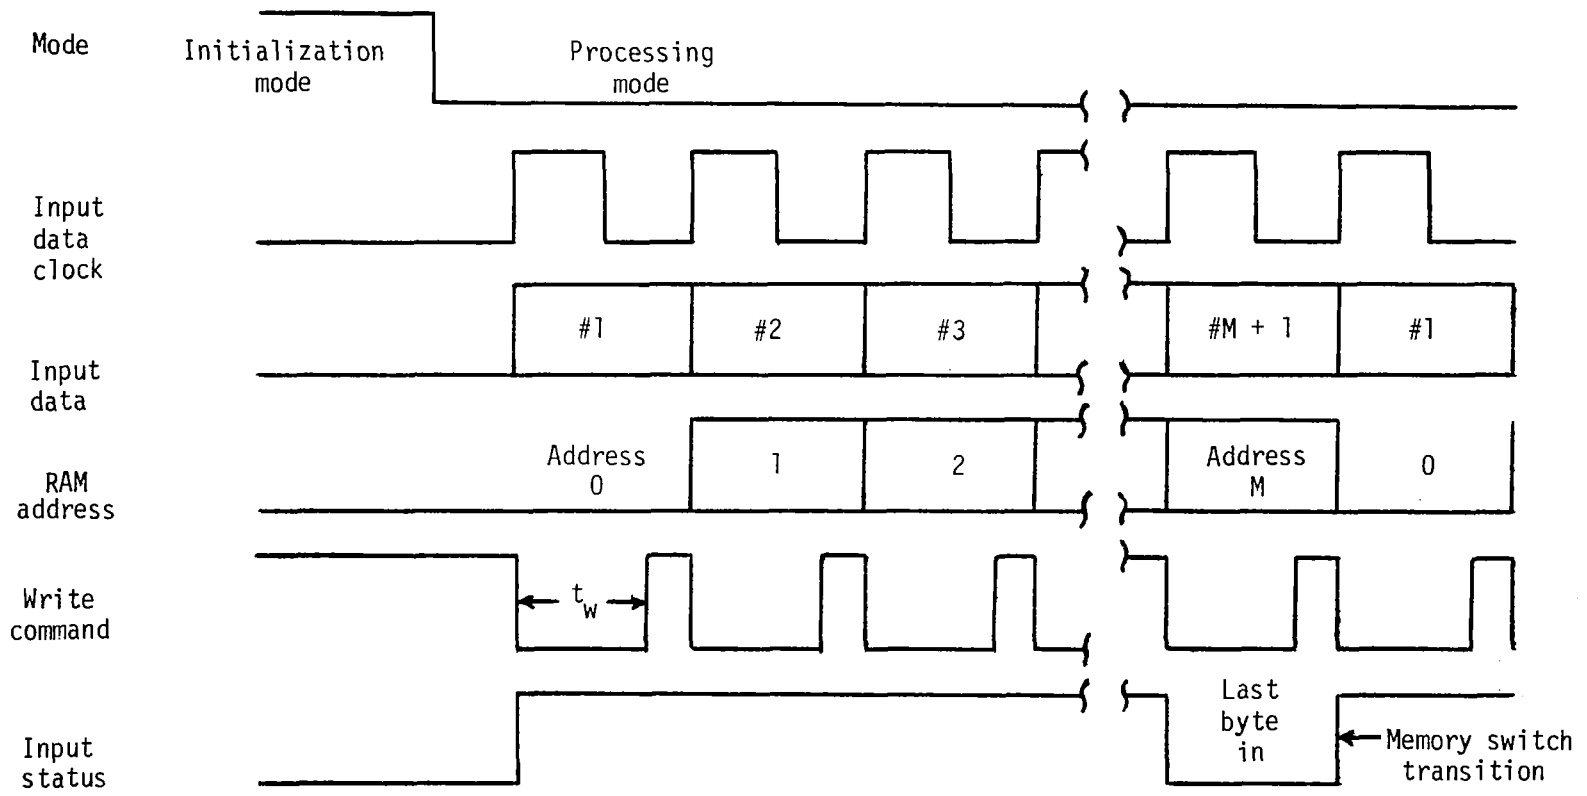 Mode
Initialization
mode
Processing
mode
Input
data
clock
Input
data
#1
#2
#3
#M + 1
#1
RAM
address
Address
0
1
2
Address
M
0
Write
command
tw
Input
status
Last
byte
in
Memory switch
transition